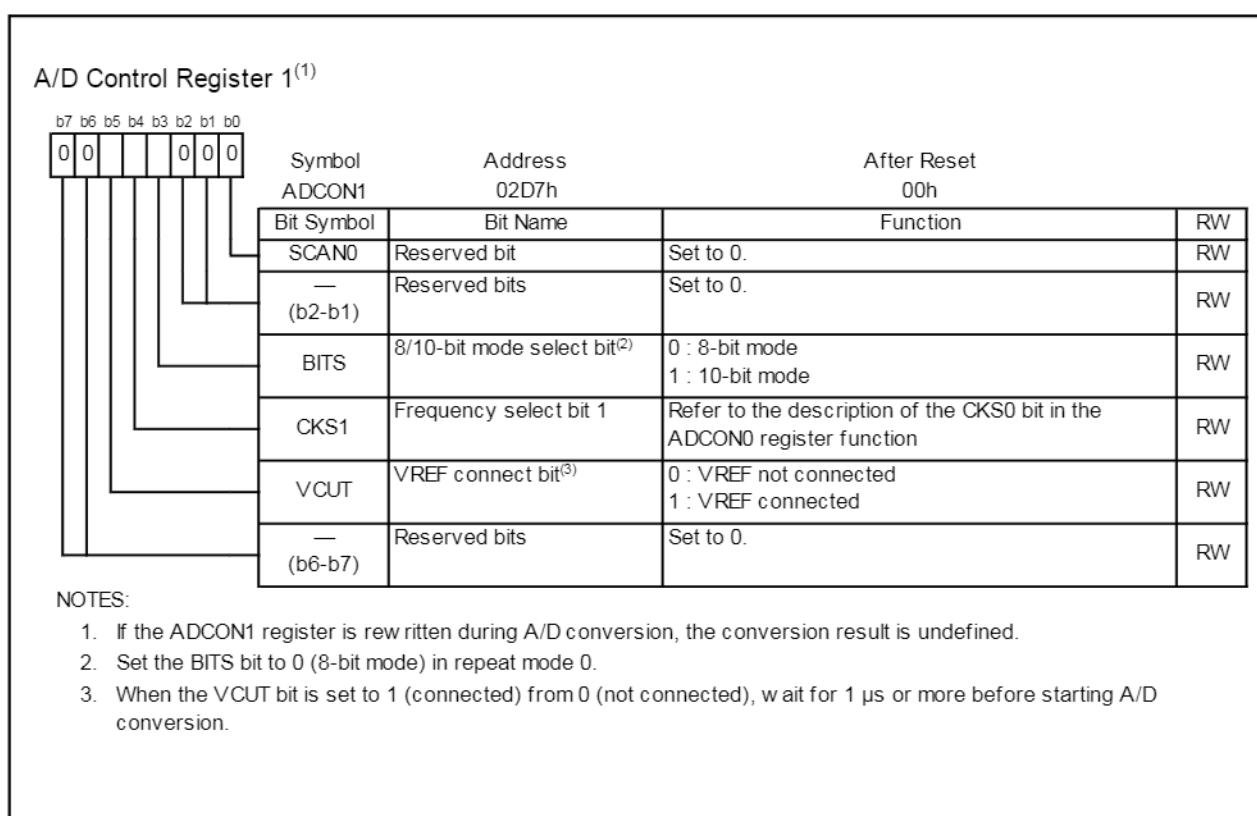 A/D Control Register 1(1)
b7 b6 b5 b4 b3 b2 b1 b0
0 0 0 0 0
Symbol Address After Reset
ADCON1 02D7h 00h
Bit Symbol Bit Name Function RW
SCAN0 Reserved bit Set to 0. RW
—
(b2-b1) Reserved bits Set to 0. RW
BITS 8/10-bit mode select bit(2) 0 : 8-bit mode
1 : 10-bit mode RW
CKS1 Frequency select bit 1 Refer to the description of the CKS0 bit in the
ADCON0 register function RW
VCUT VREF connect bit(3) 0 : VREF not connected
1 : VREF connected RW
—
(b6-b7) Reserved bits Set to 0. RW
NOTES:
1. If the ADCON1 register is rewritten during A/D conversion, the conversion result is undefined.
2. Set the BITS bit to 0 (8-bit mode) in repeat mode 0.
3. When the VCUT bit is set to 1 (connected) from 0 (not connected), wait for 1 µs or more before starting A/D
conversion.